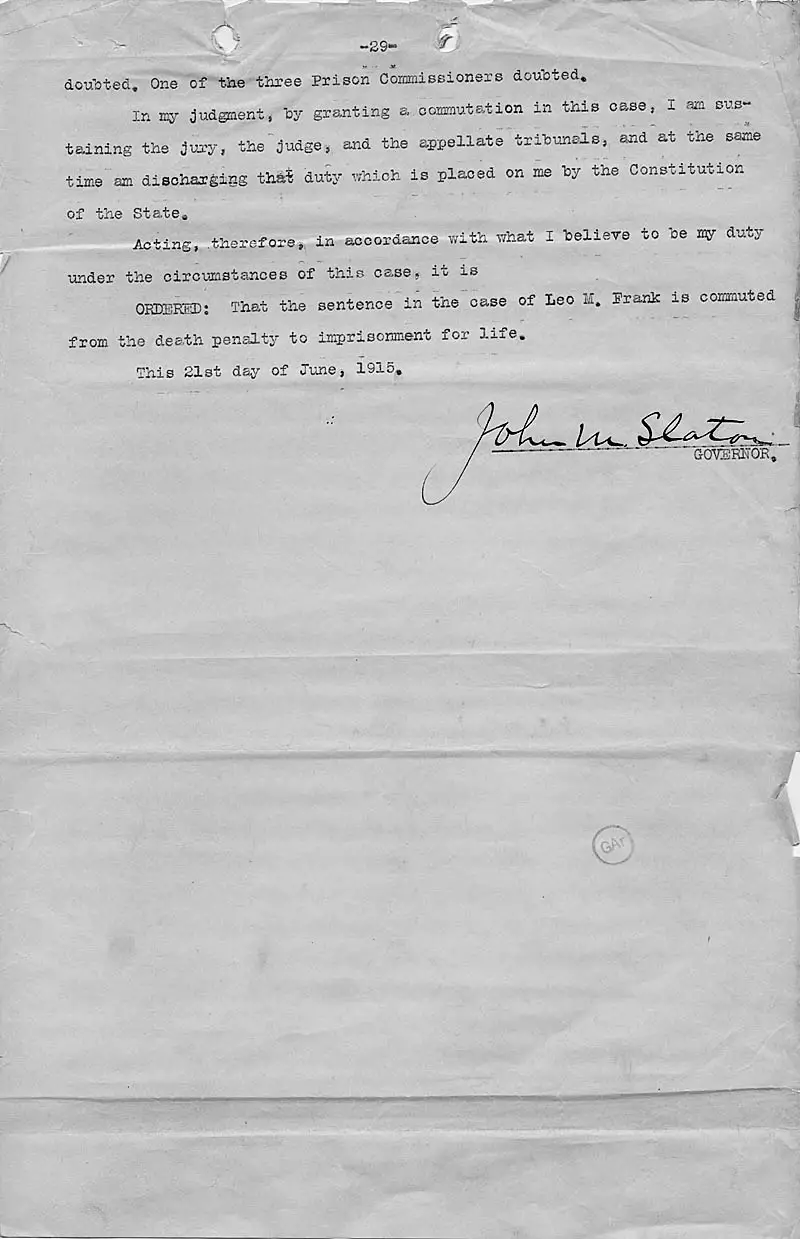 -29-
doubted. One of the three Prison Commissioners doubted.
In my judgment, by granting a commutation in this case, I am sus-
taining the jury, the judge, and the appellate tribunals, and at the same
time am discharging that duty which is placed on me by the Constitution
of the State.
Acting, therefore, in accordance with what I believe to be my duty
under the circumstances of this case, it is
ORDERED: That the sentence in the case of Leo M. Frank is commuted
from the death penalty to imprisonment for life.
This 21st day of June, 1915.
John M. Slaton
GOVERNOR.
GAr